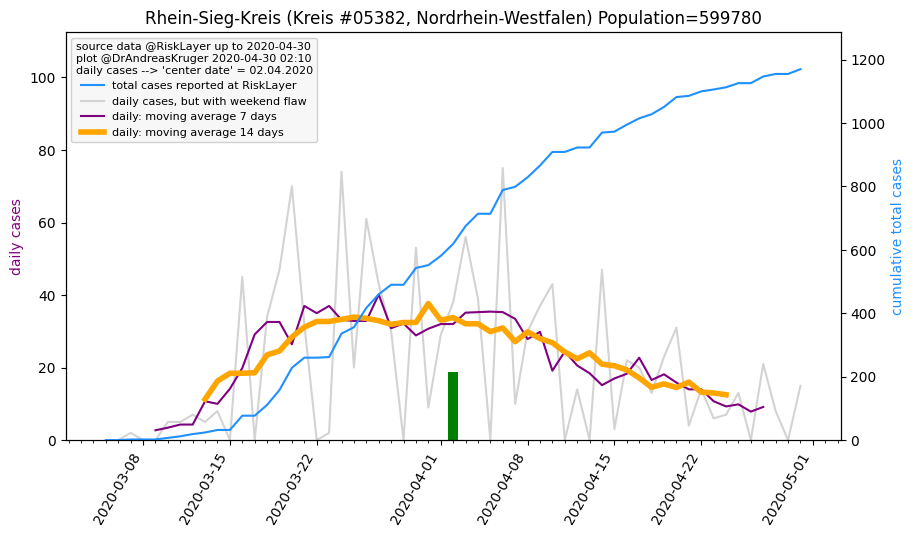 Rhein-Sieg-Kreis (Kreis #05382, Nordrhein-Westfalen) Population=599780
source data @RiskLayer up to 2020-04-30
plot @DrAndreasKruger 2020-04-30 02:10
daily cases --> 'center date' = 02.04.2020
total cases reported at RiskLayer
daily cases, but with weekend flaw
daily: moving average 7 days
daily: moving average 14 days
daily cases
100
80
60
40
20
0
cumulative total cases
1200
1000
800
600
400
200
0
2020-03-08
2020-03-15
2020-03-22
2020-04-01
2020-04-08
2020-04-15
2020-04-22
2020-05-01